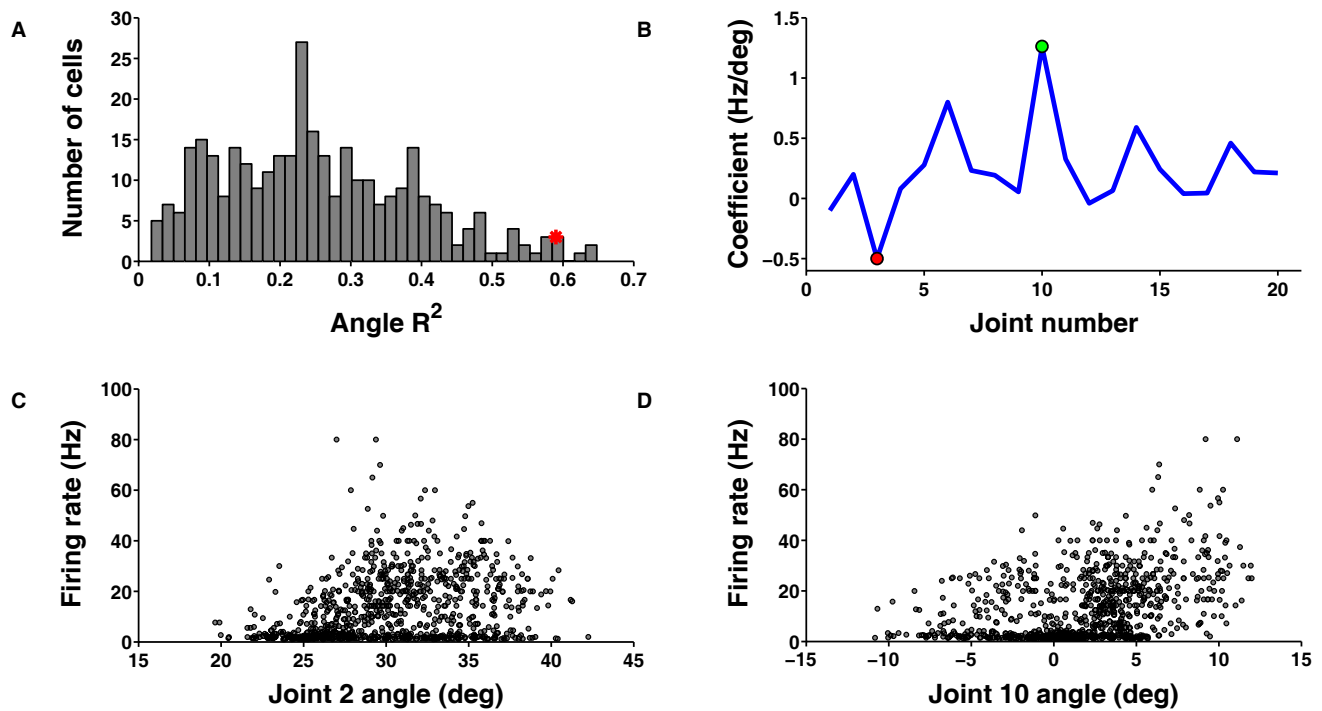 A
Number of cells
30
25
20
15
10
5
0
0 0.1 0.2 0.3 0.4 0.5 0.6 0.7
Angle R²
B
Coefficient (Hz/deg)
1.5
1
0.5
0
−0.5
0 5 10 15 20
Joint number
C
Firing rate (Hz)
100
80
60
40
20
0
15 20 25 30 35 40 45
Joint 2 angle (deg)
D
Firing rate (Hz)
100
80
60
40
20
0
−15 −10 −5 0 5 10 15
Joint 10 angle (deg)